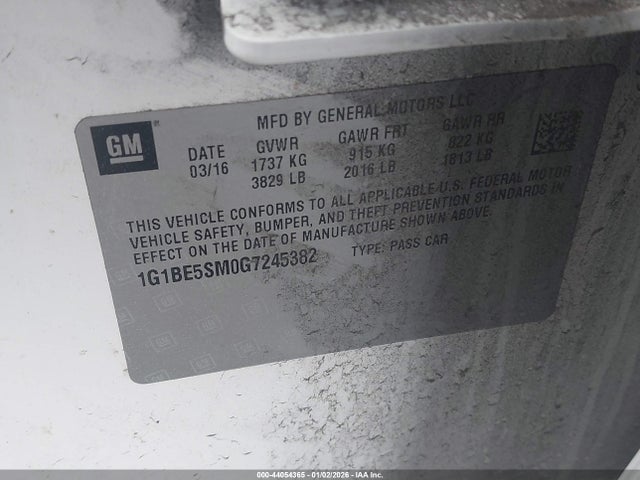 MFD BY GENERAL MOTORS LLC
GM
DATE GVWR GAWR FRT GAWR RR
03/16 1737 KG 915 KG 822 KG
3829 LB 2016 LB 1813 LB
THIS VEHICLE CONFORMS TO ALL APPLICABLE U.S. FEDERAL MOTOR
VEHICLE SAFETY, BUMPER, AND THEFT PREVENTION STANDARDS IN
EFFECT ON THE DATE OF MANUFACTURE SHOWN ABOVE.
1G1BE5SM0G7245382 TYPE: PASS CAR
000-44054365 - 01/02/2026 - IAA Inc.